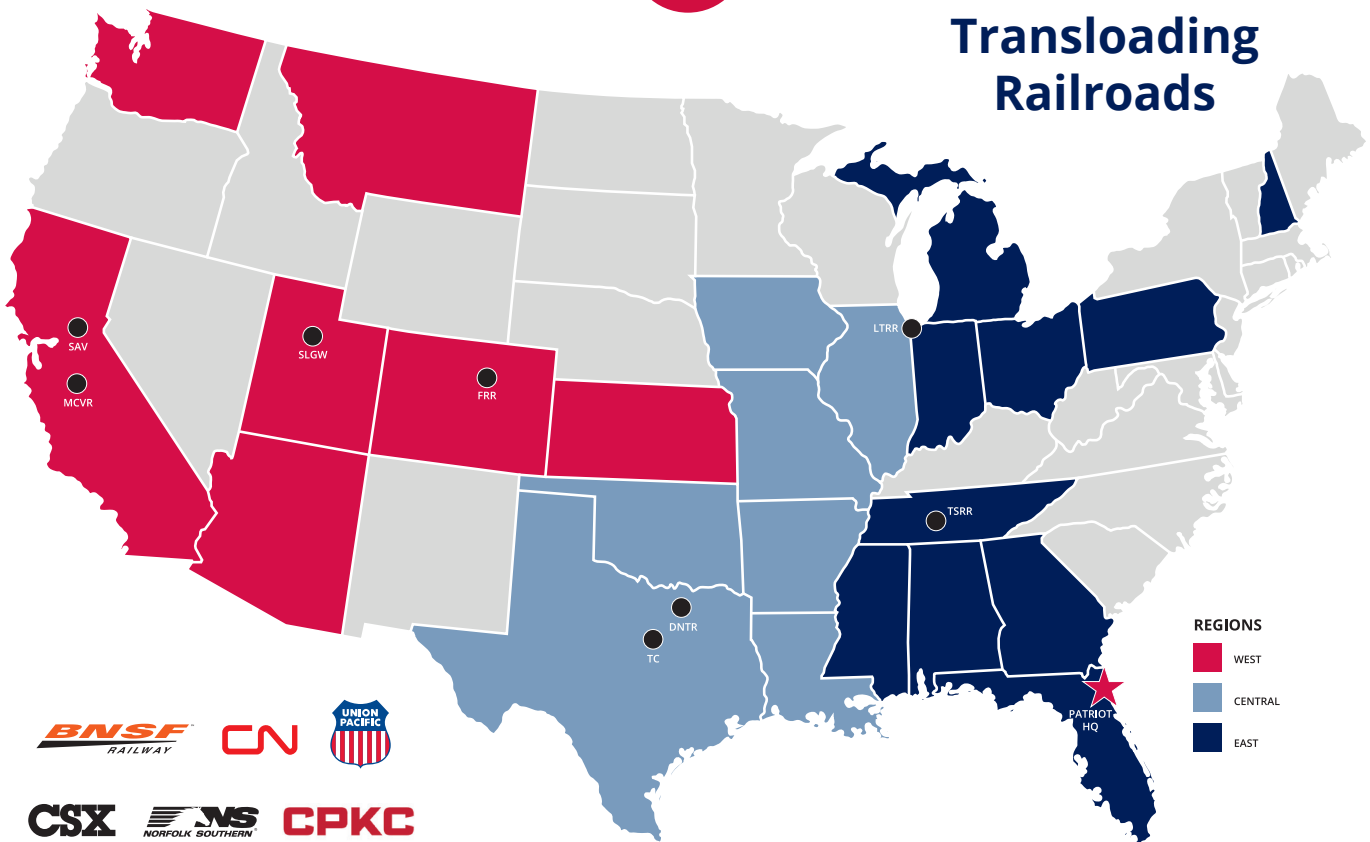 Transloading
Railroads
SAV
MCVR
SLGW
FRR
LTRR
TSRR
DNTR
TC
PATRIOT
HQ
REGIONS
WEST
CENTRAL
EAST
BNSF
RAILWAY
CN
UNION
PACIFIC
CSX
NS
NORFOLK SOUTHERN®
CPKC